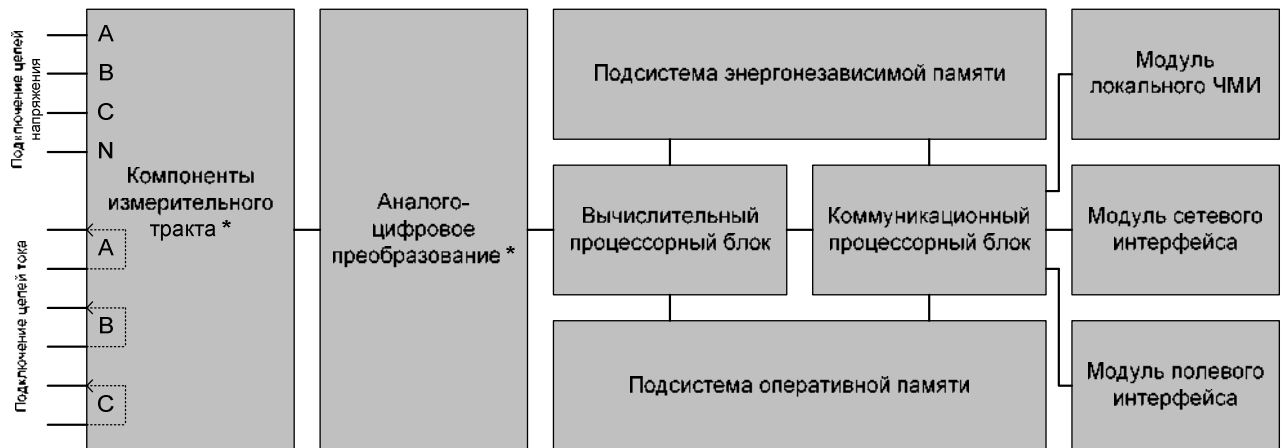 Подключение цепей
напряжения
A
B
C
N
Подключение цепей тока
A
B
C
Компоненты
измерительного
тракта *
Аналого-
цифровое
преобразование *
Подсистема энергонезависимой памяти
Вычислительный
процессорный блок
Коммуникационный
процессорный блок
Подсистема оперативной памяти
Модуль
локального ЧМИ
Модуль сетевого
интерфейса
Модуль полевого
интерфейса